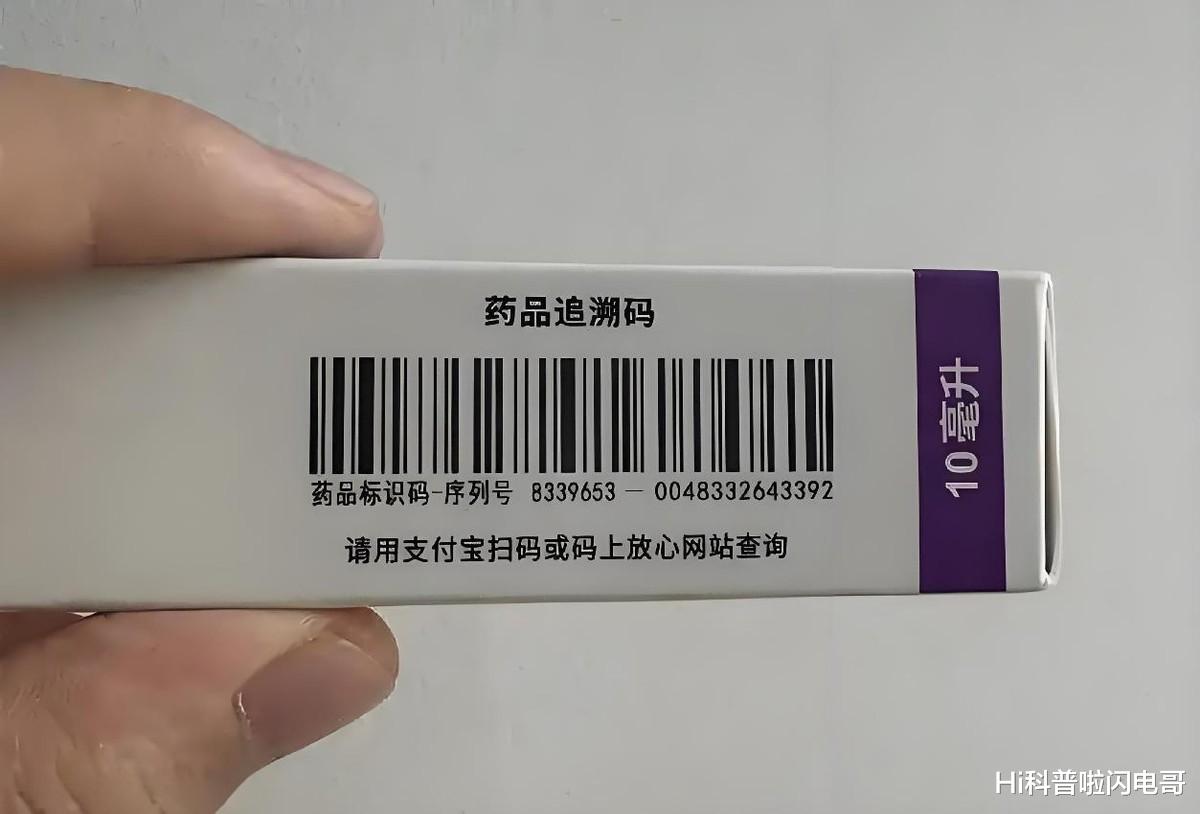 药品追溯码
药品标识码-序列号 8339653 — 0048332643392
请用支付宝扫码或码上放心网站查询
10毫升
Hi科普啦闪电哥